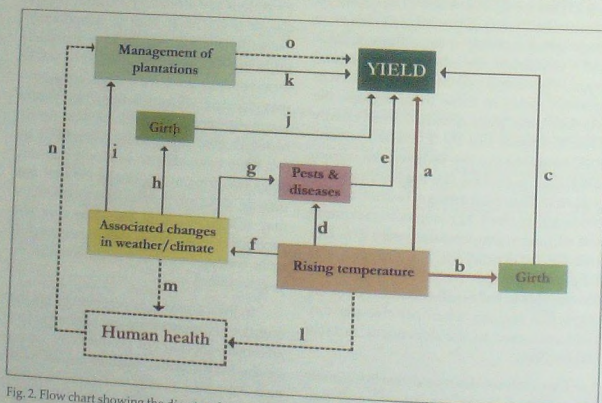 Management of
plantations
o
k
YIELD
Girth
j
n
i
h
g
e
a
c
Pests &
diseases
d
Associated changes
in weather/climate
f
Rising temperature
b
Girth
m
Human health
l
Fig. 2. Flow chart showing the